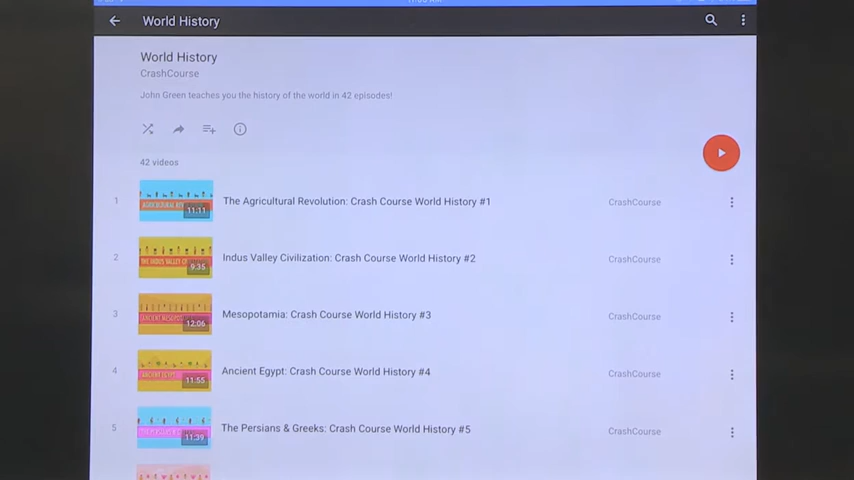 World History
World History
CrashCourse
John Green teaches you the history of the world in 42 episodes!
42 videos
1
11:11
The Agricultural Revolution: Crash Course World History #1
CrashCourse
2
9:35
Indus Valley Civilization: Crash Course World History #2
CrashCourse
3
12:06
Mesopotamia: Crash Course World History #3
CrashCourse
4
11:55
Ancient Egypt: Crash Course World History #4
CrashCourse
5
11:39
The Persians & Greeks: Crash Course World History #5
CrashCourse